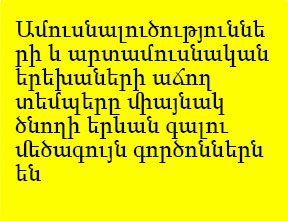 Ամուսնալուծություննե
րի և արտամուսնական
երեխաների աճող
տեմպերը միայնակ
ծնողի երևան գալու
մեծագույն գործոններն
են